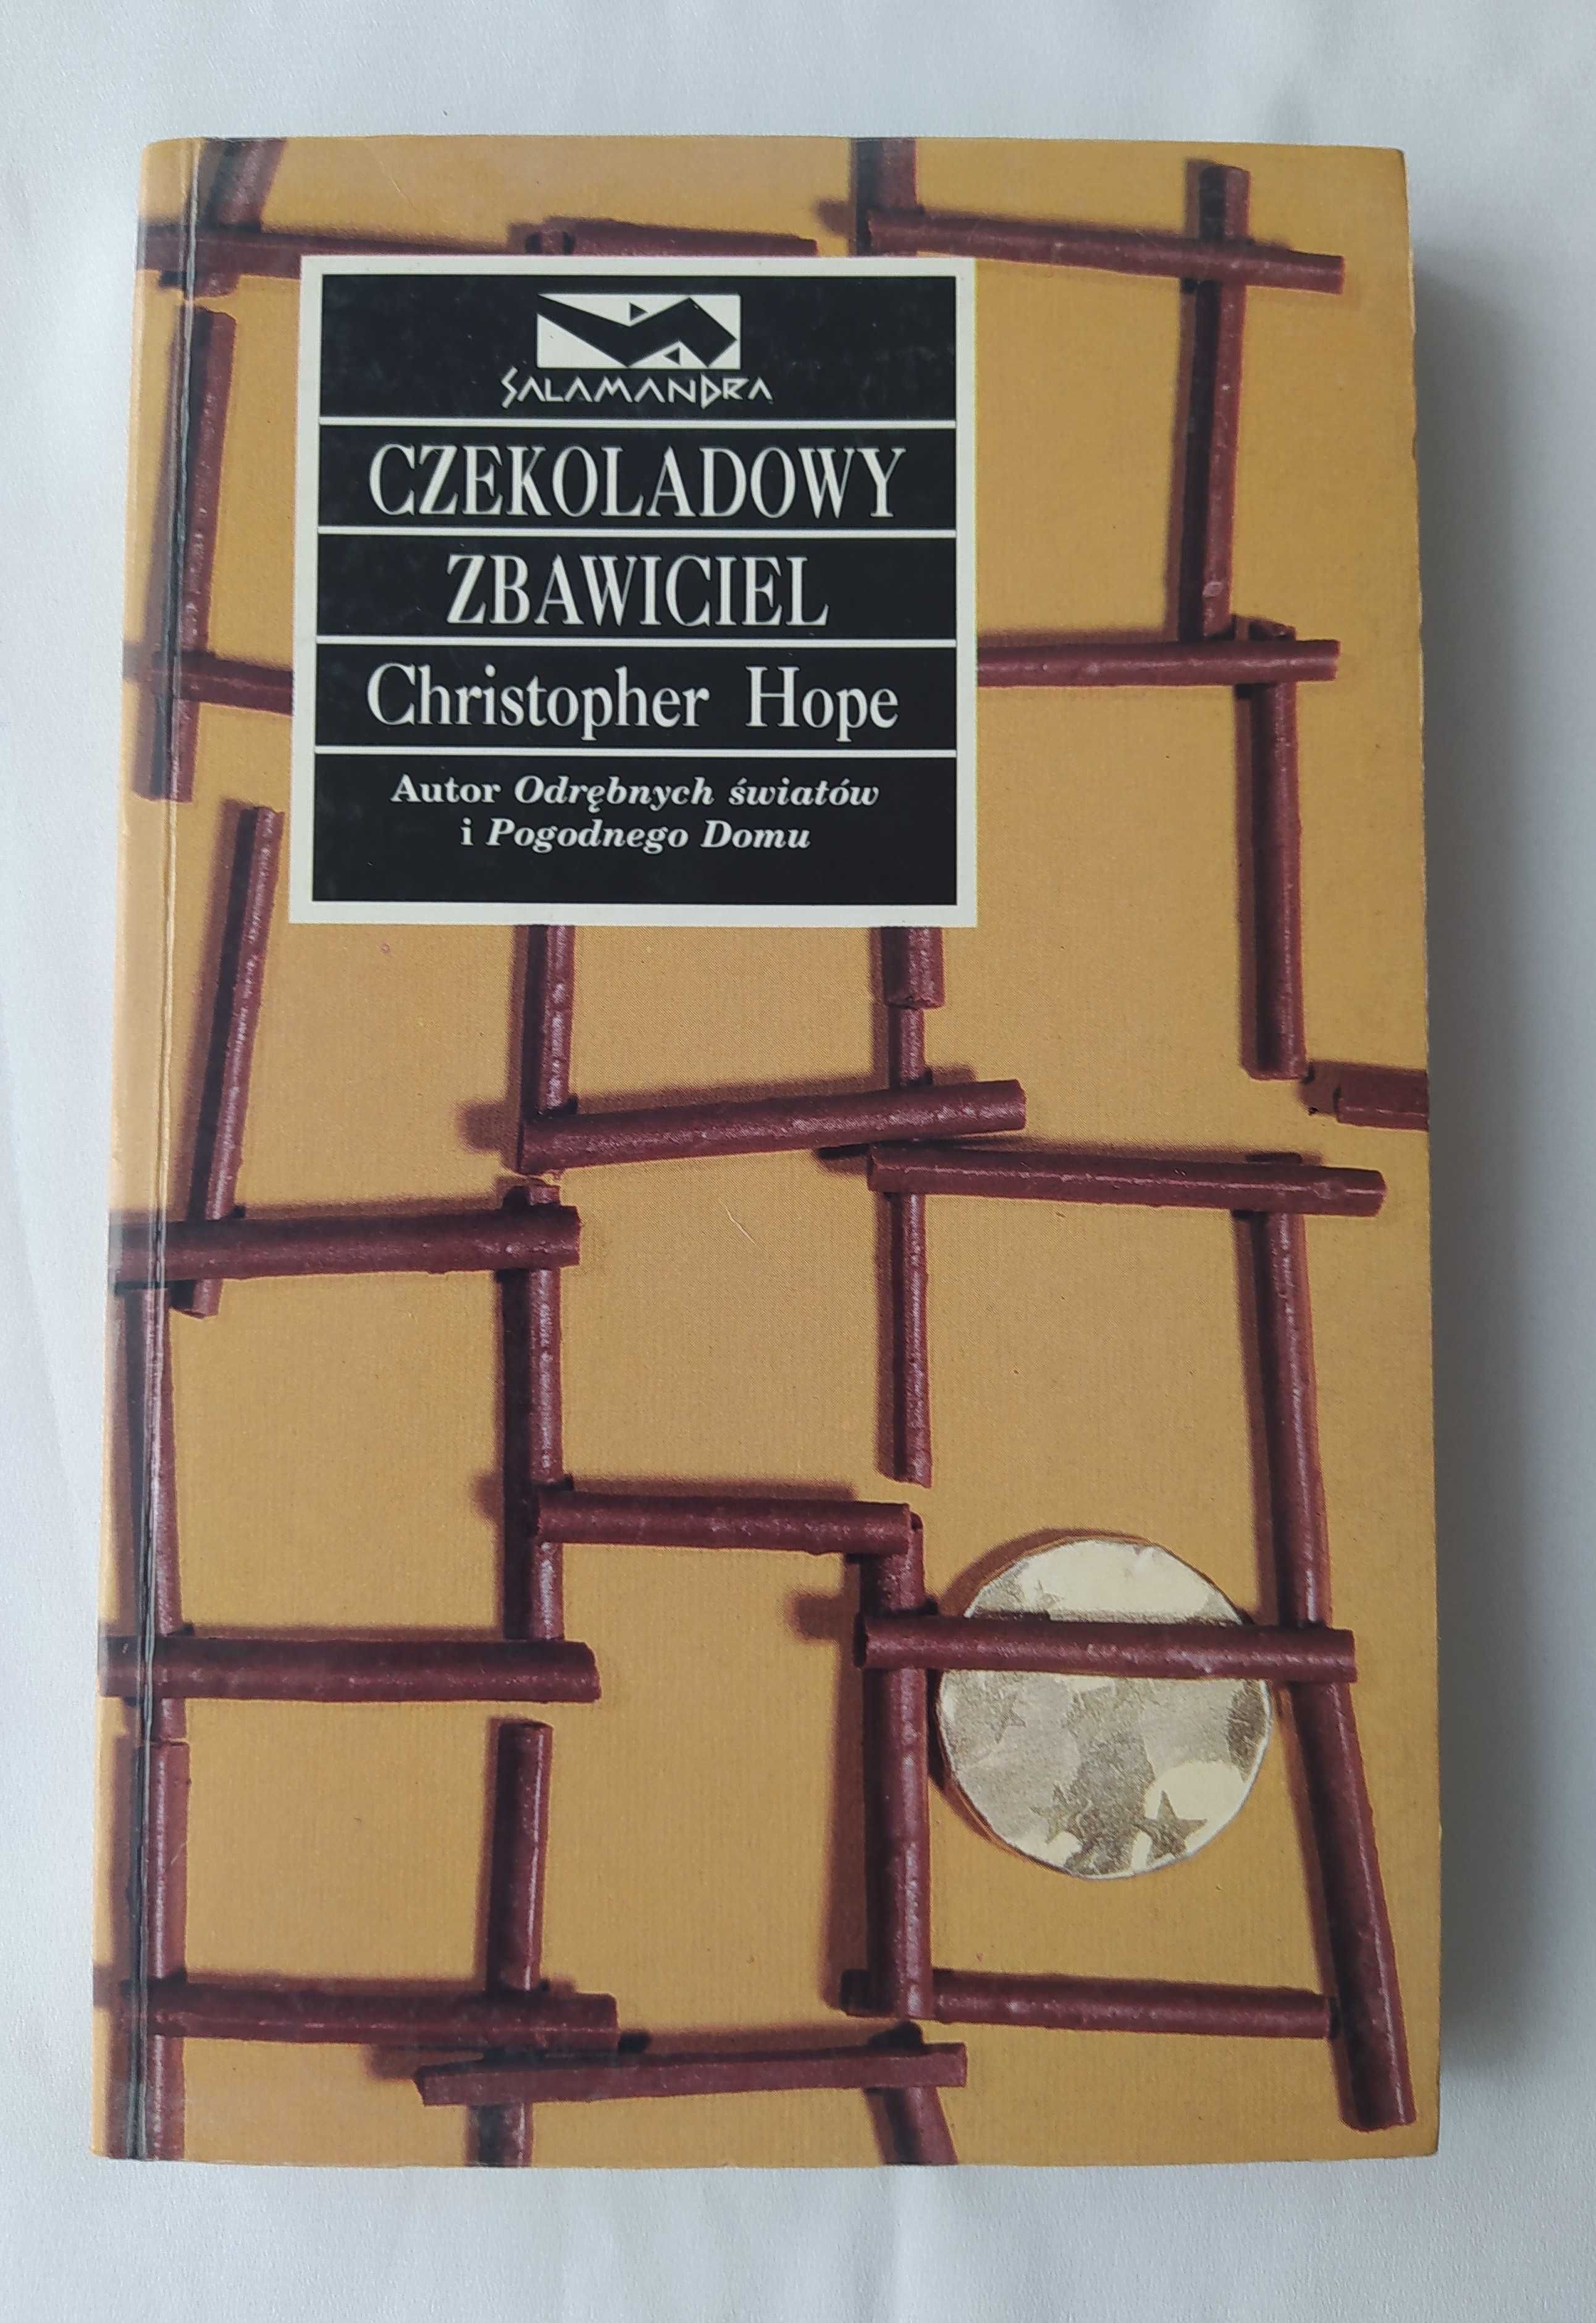 SALAMANDRA
CZEKOLADOWY
ZBAWICIEL
Christopher Hope
Autor Odrębnych światów
i Pogodnego Domu